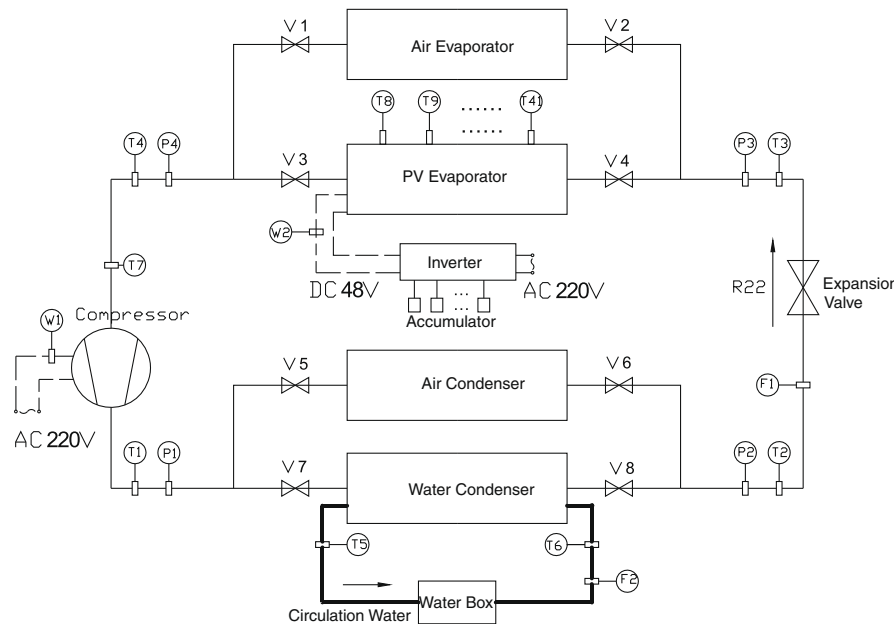 V1
Air Evaporator
V2
T8
T9
......
T41
......
T4
P4
V3
PV Evaporator
V4
P3
T3
W2
T7
Inverter
DC 48V
...
...
AC 220V
Accumulator
R22
Expansion
Valve
Compressor
W1
V5
Air Condenser
V6
F1
AC 220V
T1
P1
V7
Water Condenser
V8
P2
T2
T5
T6
F2
Water Box
Circulation Water